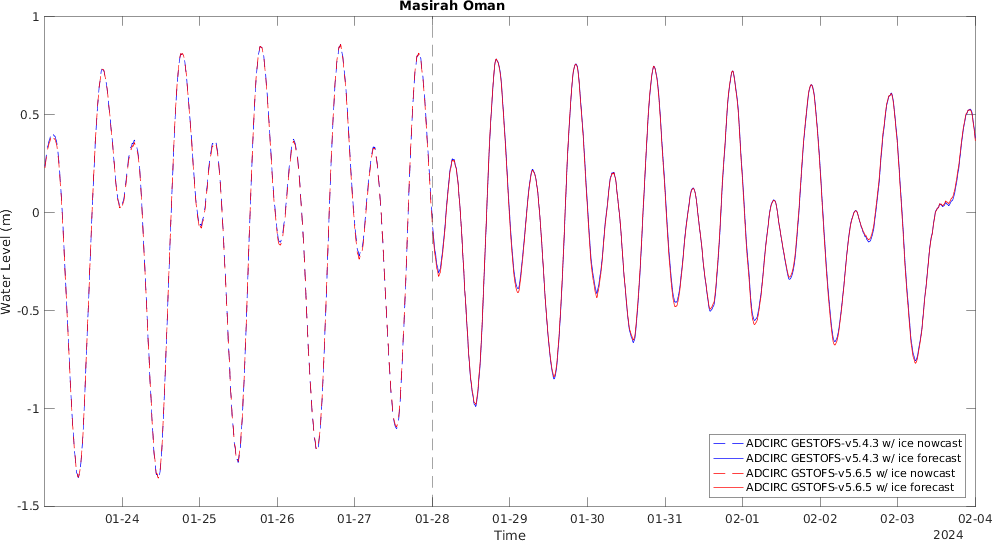 Masirah Oman
1
0.5
0
-0.5
-1
-1.5
Water Level (m)
01-24 01-25 01-26 01-27 01-28 01-29 01-30 01-31 02-01 02-02 02-03 02-04
Time
2024
ADCIRC GESTOFS-v5.4.3 w/ ice nowcast
ADCIRC GESTOFS-v5.4.3 w/ ice forecast
ADCIRC GSTOFS-v5.6.5 w/ ice nowcast
ADCIRC GSTOFS-v5.6.5 w/ ice forecast